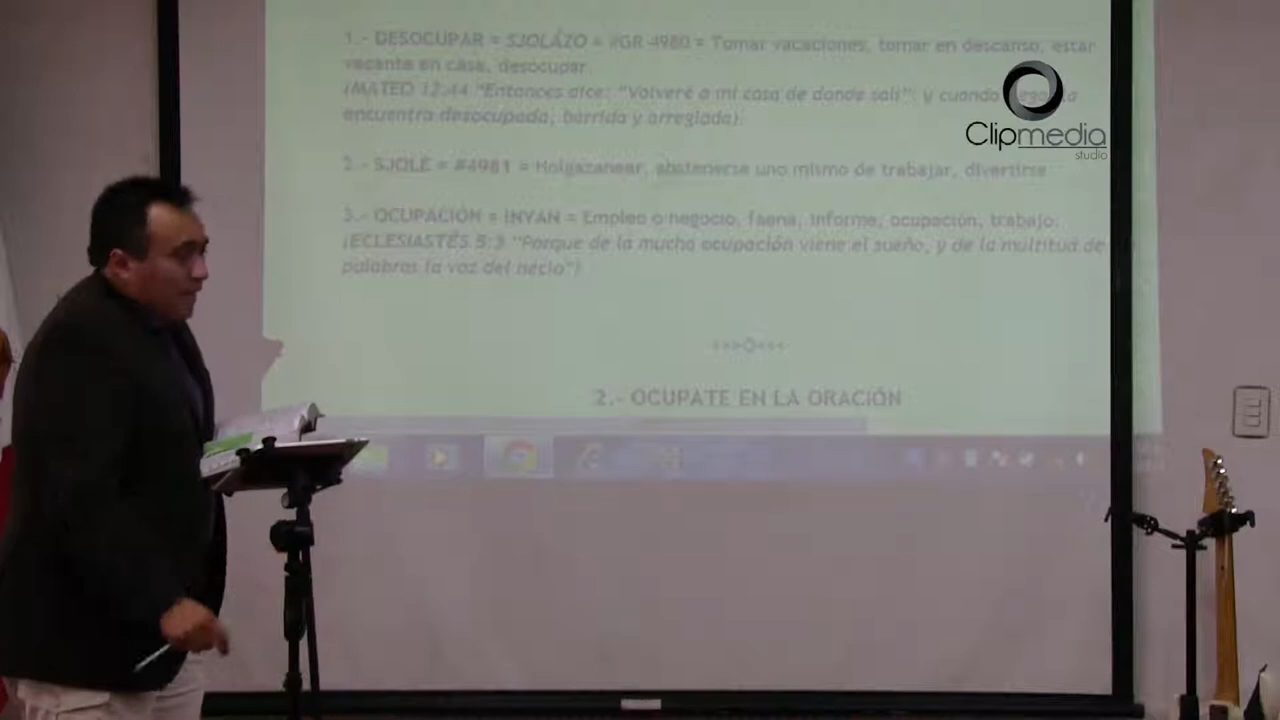 1.- DESOCUPAR = SJOLÁZO = #GR 4980 = Tomar vacaciones, tomar en descanso, estar
vacante en casa, desocupar.
(MATEO 12:44 "Entonces dice: "Volveré a mi casa de donde salí"; y cuando la
encuentra desocupada, barrida y arreglada).
2.- SJOLÉ = #4981 = Holgazanear, abstenerse uno mismo de trabajar, divertirse
3.- OCUPACIÓN = INYÁN = Empleo o negocio, faena, informe, ocupación, trabajo.
(ECLESIASTÉS 5:3 "Porque de la mucha ocupación viene el sueño, y de la multitud de
palabras la voz del necio")
2.- OCUPATE EN LA ORACIÓN
Clipmedia
studio